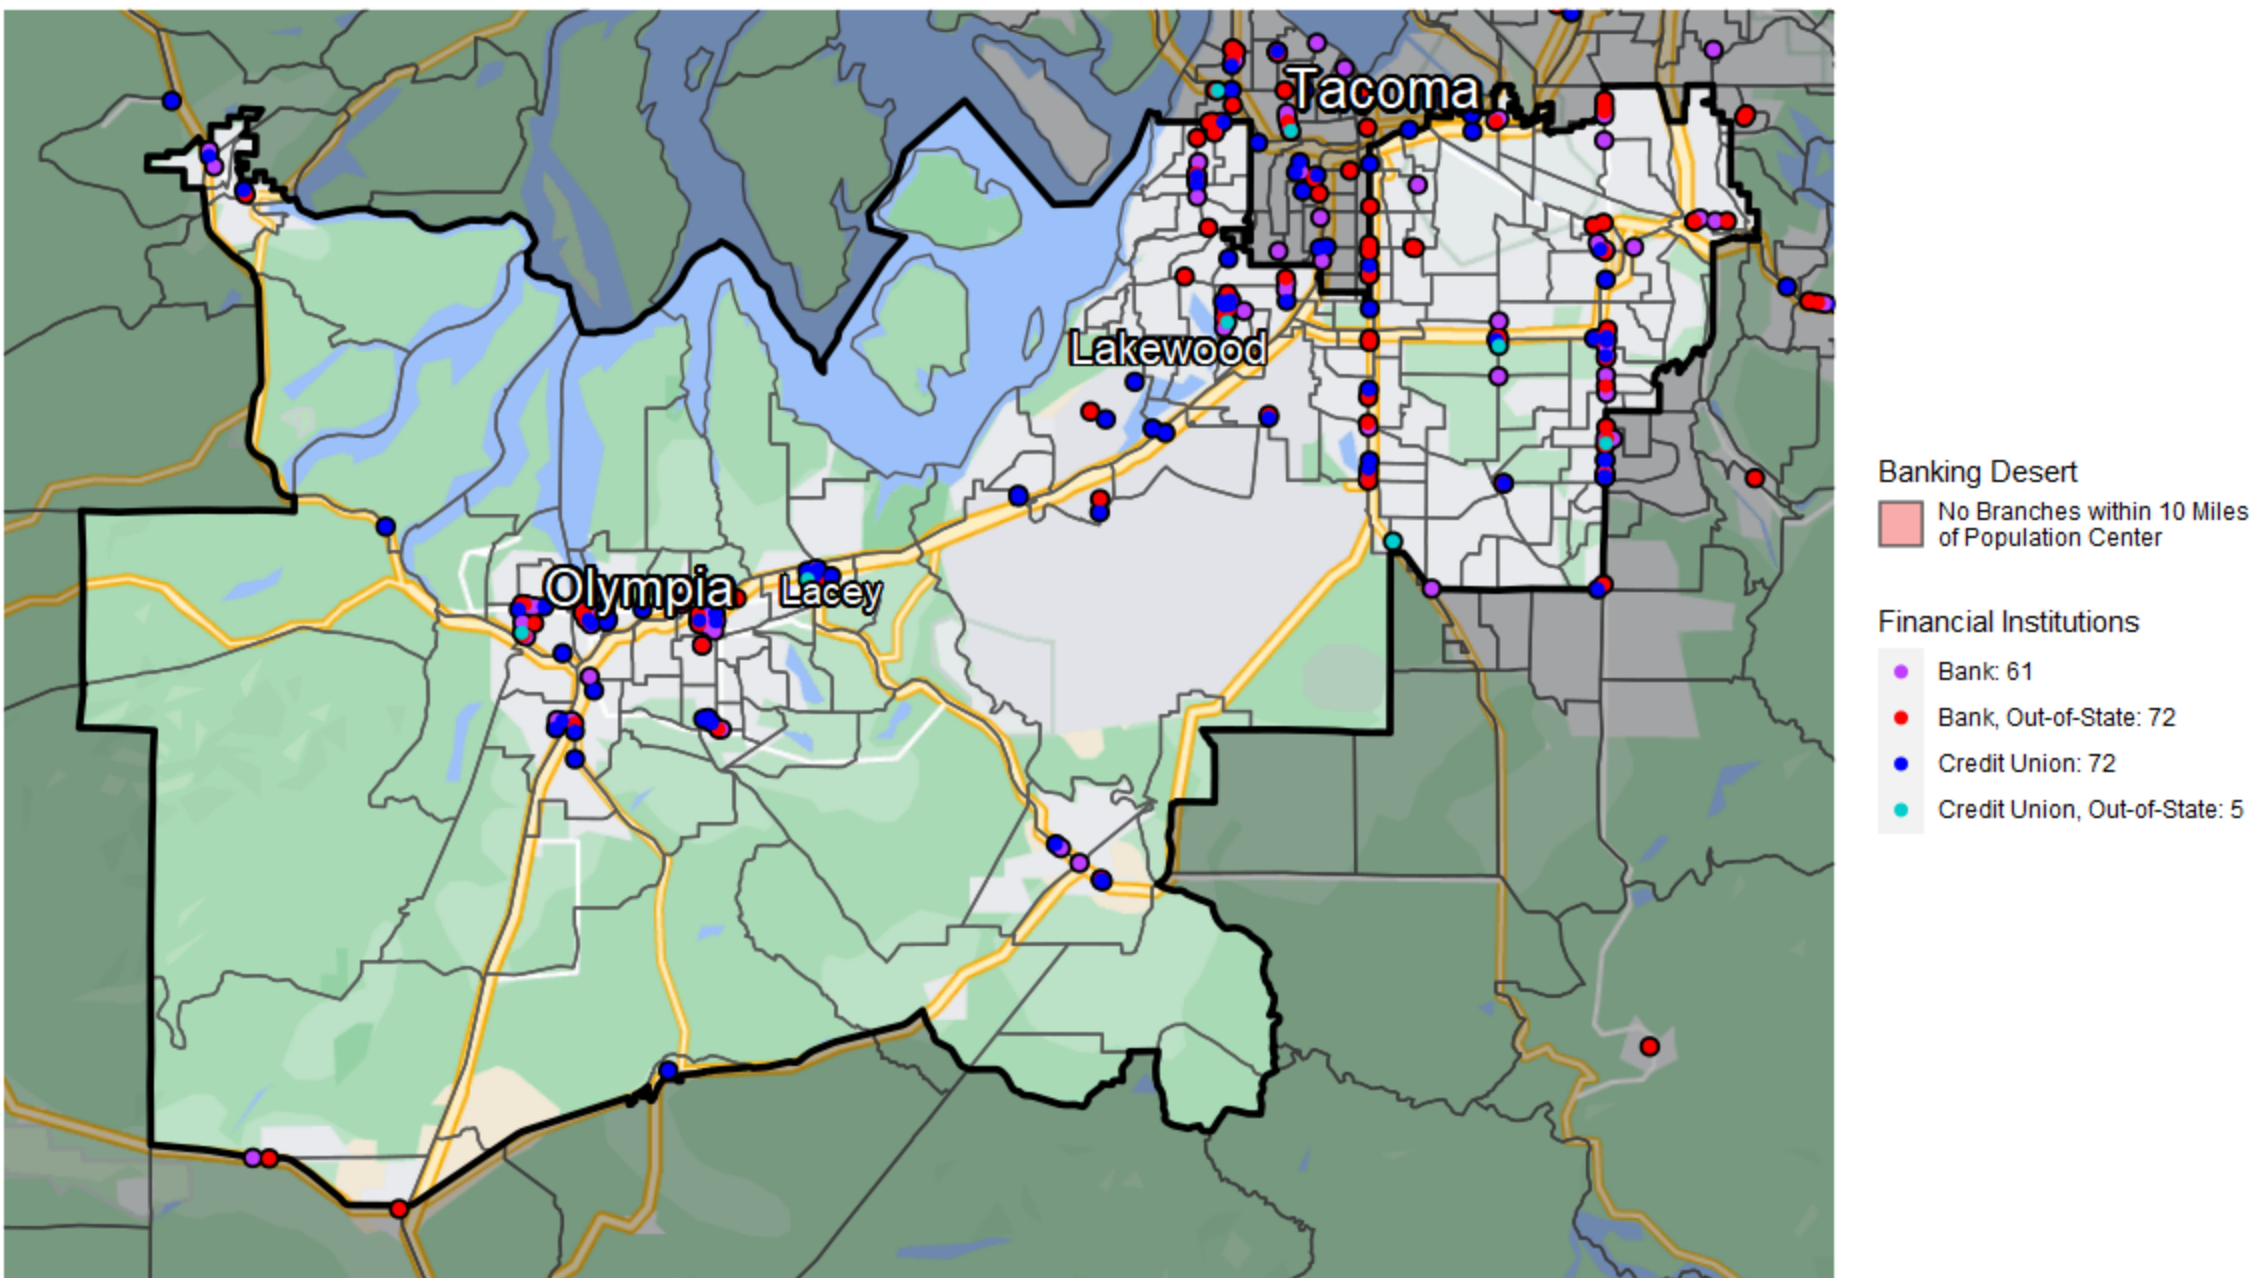 Tacoma
Lakewood
Olympia
Lacey
Banking Desert
No Branches within 10 Miles
of Population Center
Financial Institutions
Bank: 61
Bank, Out-of-State: 72
Credit Union: 72
Credit Union, Out-of-State: 5